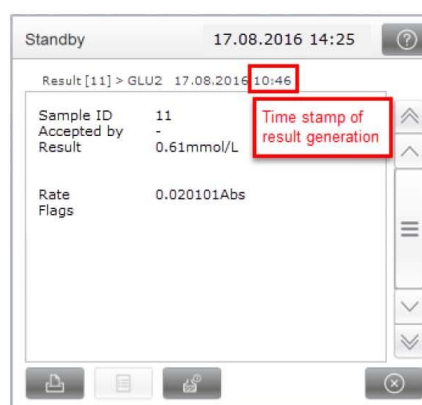 Standby 17.08.2016 14:25 ?
Result [11] > GLU2 17.08.2016 10:46
Sample ID 11
Accepted by -
Result 0.61mmol/L
Time stamp of
result generation
Rate 0.020101Abs
Flags